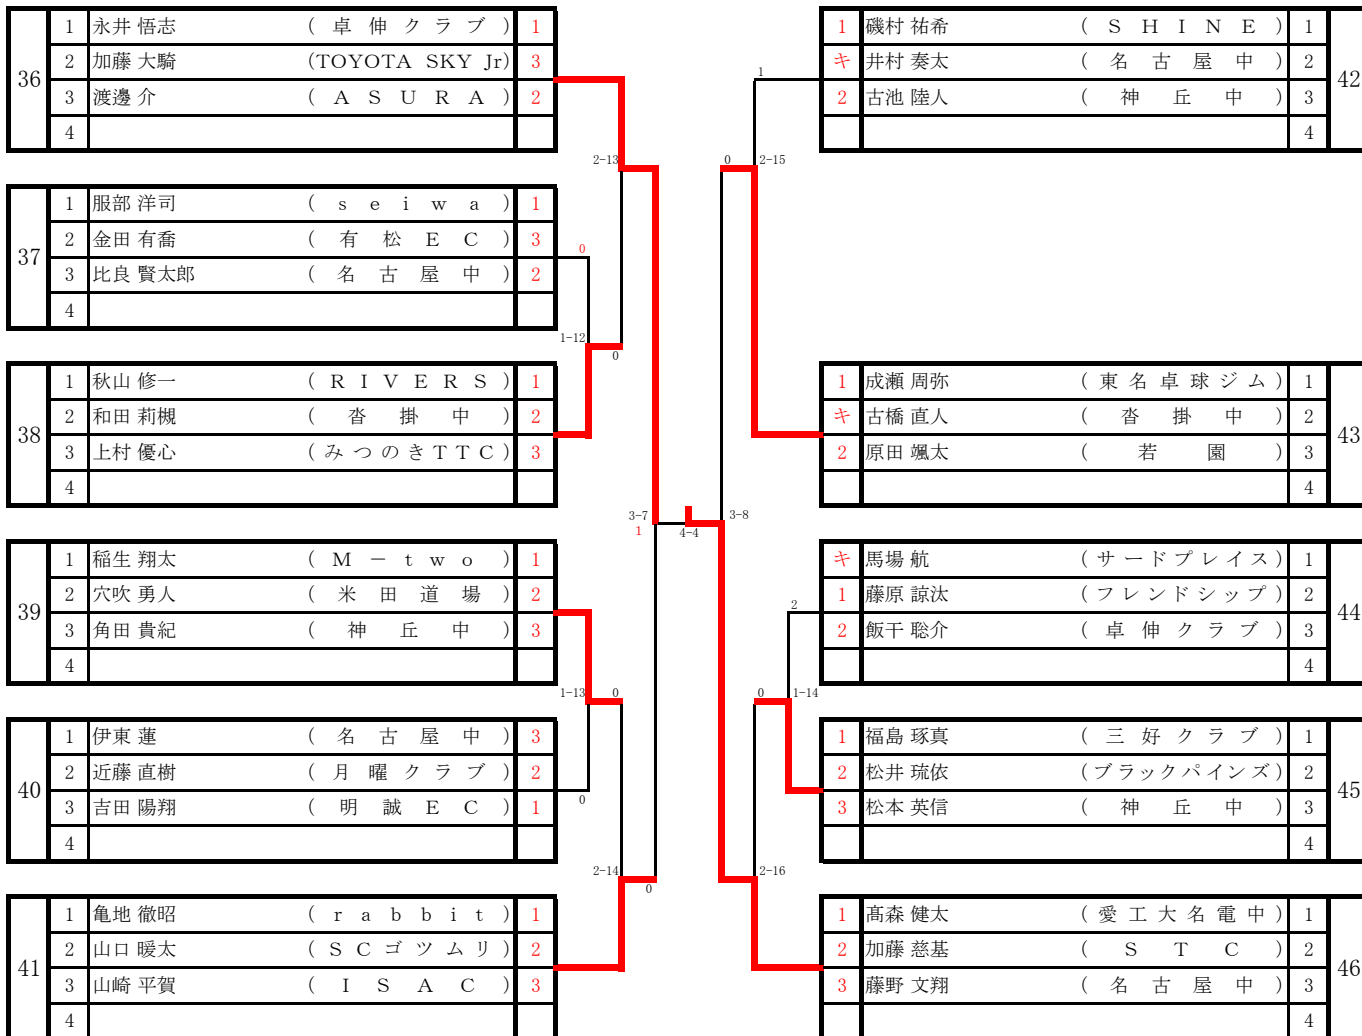 36
1 永井 悟志 ( 卓 伸 ク ラ ブ ) 1
2 加藤 大騎 (TOYOTA SKY Jr) 3
3 渡邊 介 ( A S U R A ) 2
4
37
1 服部 洋司 ( s e i w a ) 1
2 金田 有喬 ( 有 松 E C ) 3
3 比良 賢太郎 ( 名 古 屋 中 ) 2
4
38
1 秋山 修一 ( R I V E R S ) 1
2 和田 莉槻 ( 沓 掛 中 ) 2
3 上村 優心 ( み つ の き T T C ) 3
4
39
1 稲生 翔太 ( M − t w o ) 1
2 穴吹 勇人 ( 米 田 道 場 ) 2
3 角田 貴紀 ( 神 丘 中 ) 3
4
40
1 伊東 蓮 ( 名 古 屋 中 ) 3
2 近藤 直樹 ( 月 曜 ク ラ ブ ) 2
3 吉田 陽翔 ( 明 誠 E C ) 1
4
41
1 亀地 徹昭 ( r a b b i t ) 1
2 山口 暖太 ( S C ゴ ツ ム リ ) 2
3 山崎 平賀 ( I S A C ) 3
4
2-13
0
1-12
0
1-13
0
0
2-14
0
3-7
1
4-4
3-8
0
2-15
1
2
0
1-14
2-16
1 磯村 祐希 ( S H I N E ) 1
キ 井村 奏太 ( 名 古 屋 中 ) 2
2 古池 陸人 ( 神 丘 中 ) 3
4
42
1 成瀬 周弥 ( 東 名 卓 球 ジ ム ) 1
キ 古橋 直人 ( 沓 掛 中 ) 2
2 原田 颯太 ( 若 園 ) 3
4
43
キ 馬場 航 ( サ ー ド プ レ イ ス ) 1
1 藤原 諒汰 ( フ レ ン ド シ ッ プ ) 2
2 飯干 聡介 ( 卓 伸 ク ラ ブ ) 3
4
44
1 福島 琢真 ( 三 好 ク ラ ブ ) 1
2 松井 琉依 ( ブ ラ ッ ク パ イ ン ズ ) 2
3 松本 英信 ( 神 丘 中 ) 3
4
45
1 髙森 健太 ( 愛 工 大 名 電 中 ) 1
2 加藤 慈基 ( S T C ) 2
3 藤野 文翔 ( 名 古 屋 中 ) 3
4
46